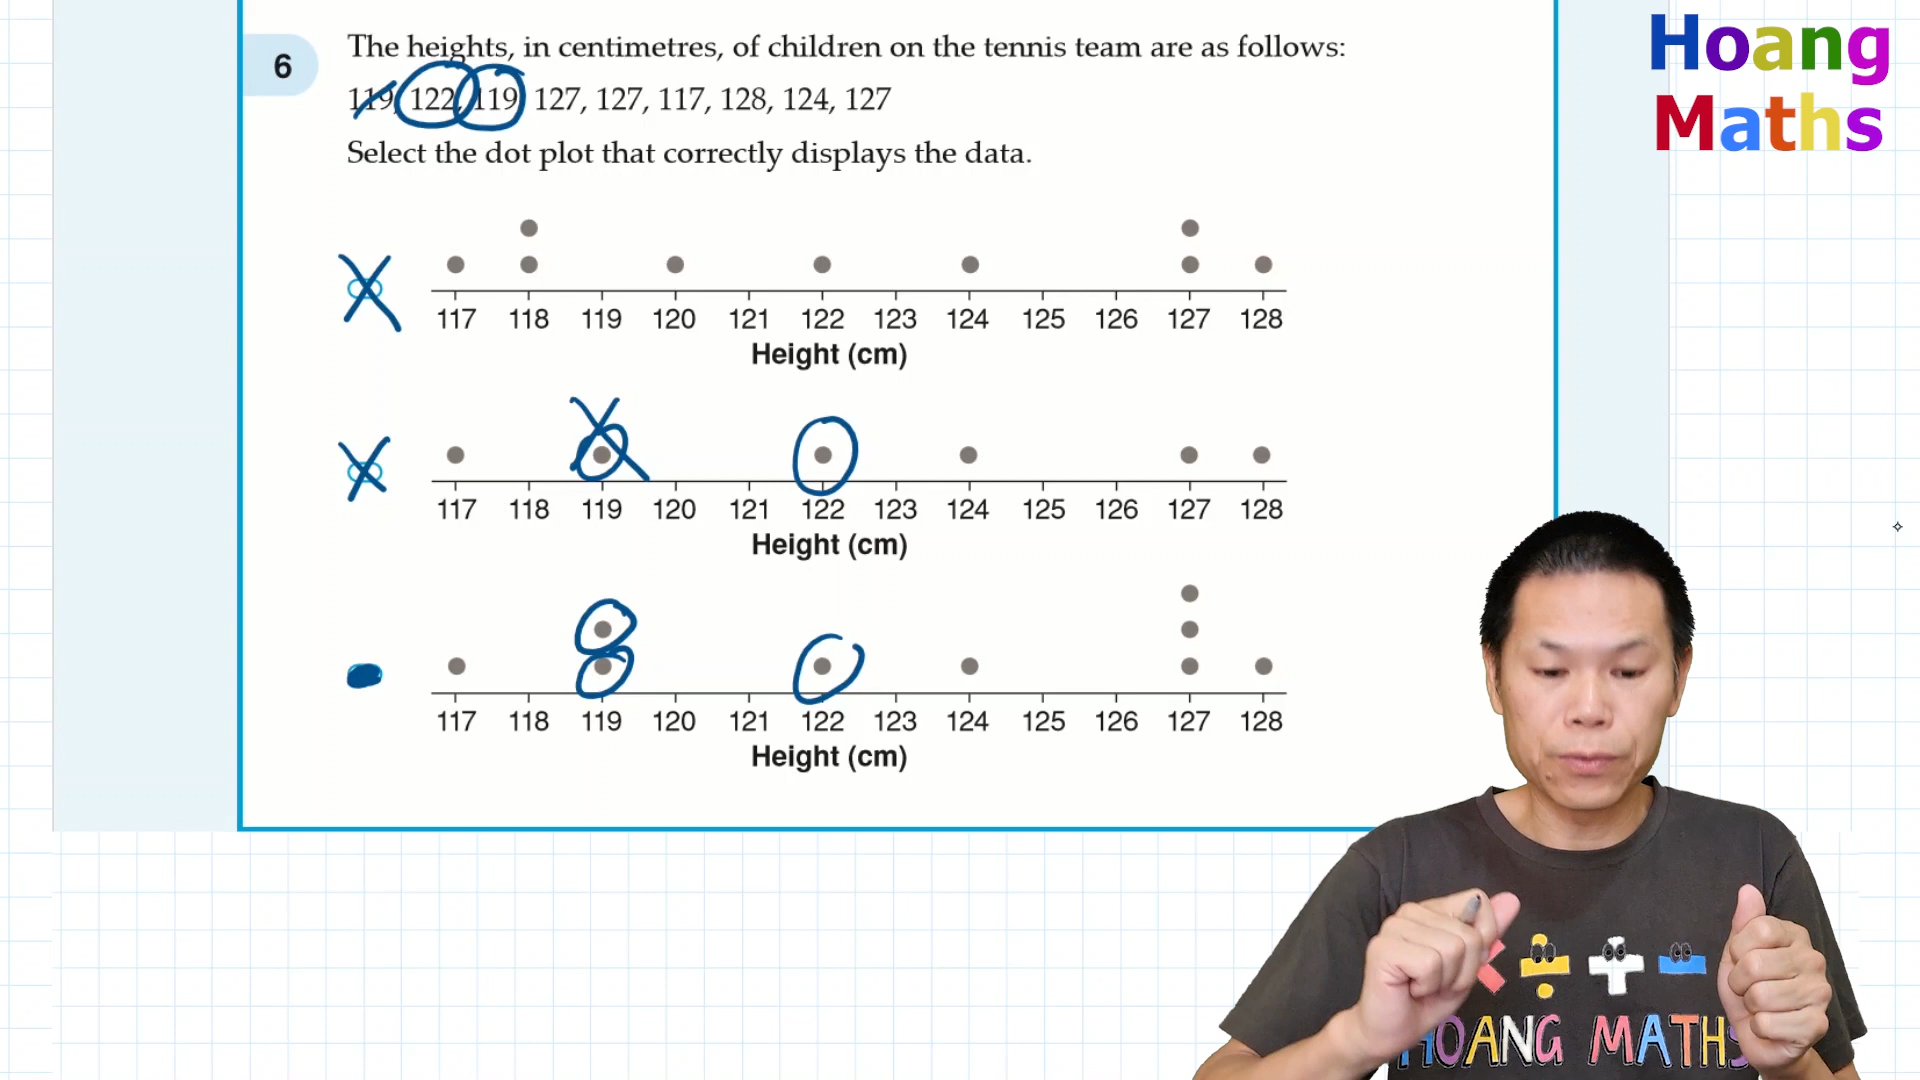 Hoang
Maths
6
The heights, in centimetres, of children on the tennis team are as follows:
119, 122, 119, 127, 127, 117, 128, 124, 127
Select the dot plot that correctly displays the data.
117 118 119 120 121 122 123 124 125 126 127 128
Height (cm)
117 118 119 120 121 122 123 124 125 126 127 128
Height (cm)
117 118 119 120 121 122 123 124 125 126 127 128
Height (cm)
HOANG MATHS